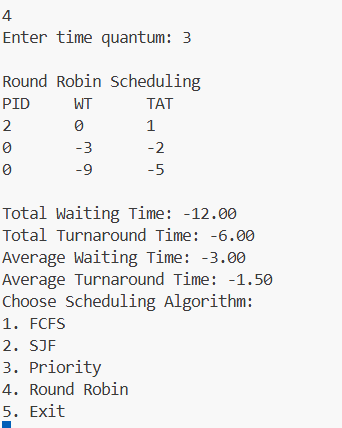 4
Enter time quantum: 3
Round Robin Scheduling
PID WT TAT
2 0 1
0 -3 -2
0 -9 -5
Total Waiting Time: -12.00
Total Turnaround Time: -6.00
Average Waiting Time: -3.00
Average Turnaround Time: -1.50
Choose Scheduling Algorithm:
1. FCFS
2. SJF
3. Priority
4. Round Robin
5. Exit